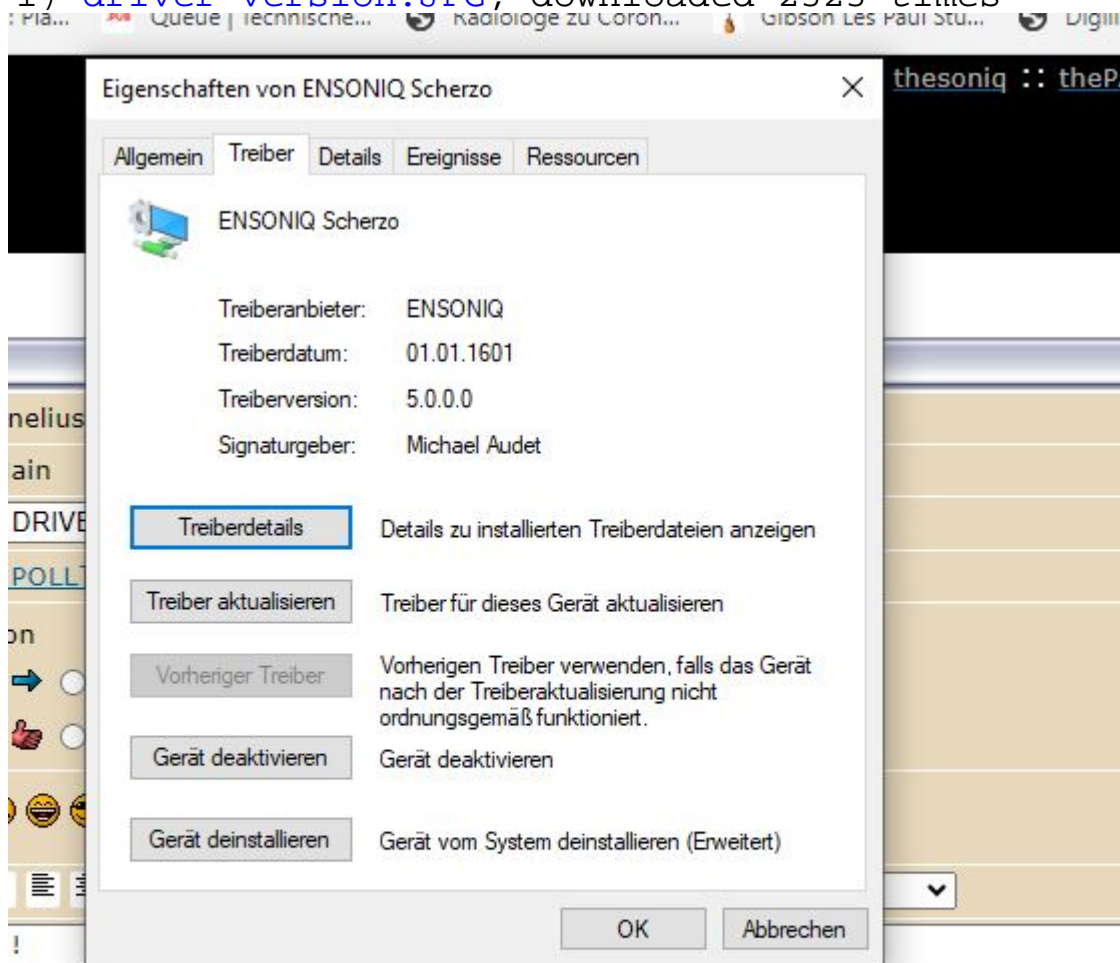 : Pla... Queue | Technische... Radiologe zu Coron... Gibson Les Paul Stu...
Eigenschaften von ENSONIQ Scherzo
thesoniq ::
Allgemein Treiber Details Ereignisse Ressourcen
ENSONIQ Scherzo
Treiberanbieter: ENSONIQ
Treiberdatum: 01.01.1601
Treiberversion: 5.0.0.0
Signaturgeber: Michael Audet
nelius
ain
DRIVE
POLL
on
Treiberdetails Details zu installierten Treiberdateien anzeigen
Treiber aktualisieren Treiber für dieses Gerät aktualisieren
Vorheriger Treiber Vorherigen Treiber verwenden, falls das Gerät
nach der Treiberaktualisierung nicht
ordnungsgemäß funktioniert.
Gerät deaktivieren Gerät deaktivieren
Gerät deinstallieren Gerät vom System deinstallieren (Erweitert)
OK Abbrechen
!